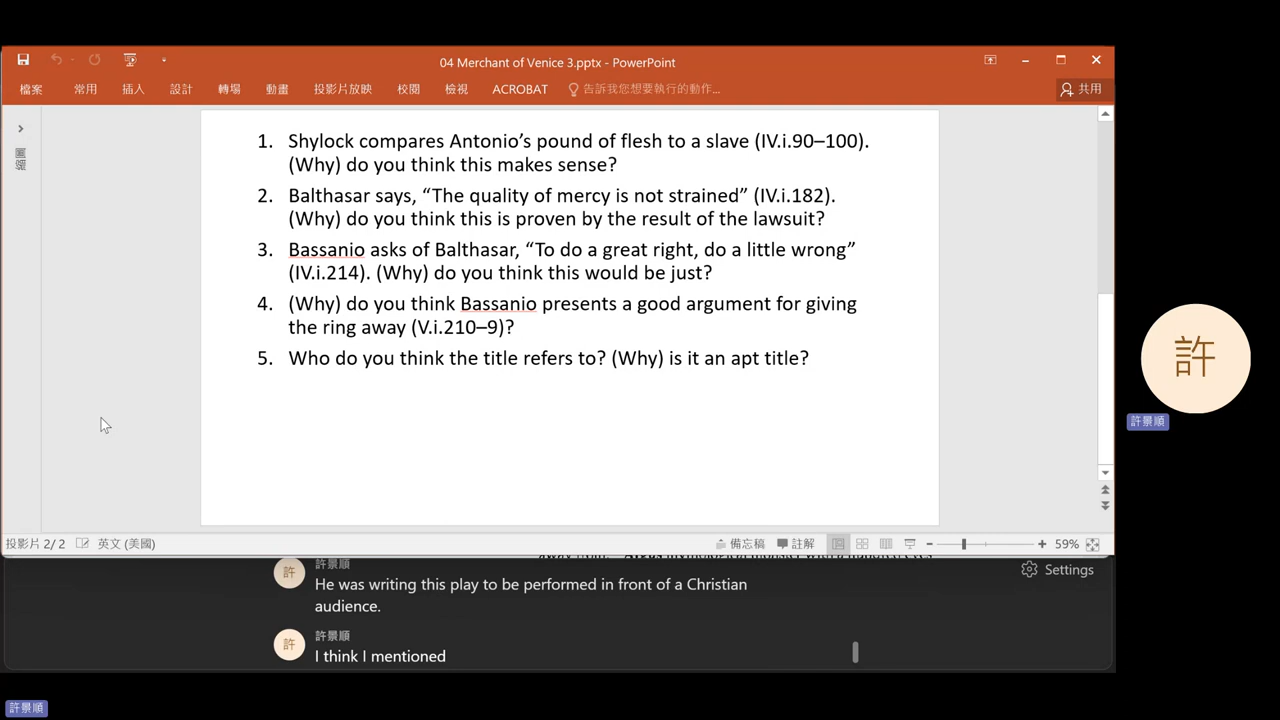 04 Merchant of Venice 3.pptx - PowerPoint
檔案 常用 插入 設計 轉場 動畫 投影片放映 校閱 檢視 ACROBAT 告訴我您想要執行的動作... 共用
1. Shylock compares Antonio’s pound of flesh to a slave (IV.i.90–100).
(Why) do you think this makes sense?
2. Balthasar says, “The quality of mercy is not strained” (IV.i.182).
(Why) do you think this is proven by the result of the lawsuit?
3. Bassanio asks of Balthasar, “To do a great right, do a little wrong”
(IV.i.214). (Why) do you think this would be just?
4. (Why) do you think Bassanio presents a good argument for giving
the ring away (V.i.210–9)?
5. Who do you think the title refers to? (Why) is it an apt title?
許
許景順
投影片 2/2 英文 (美國) 備忘稿 註解 59%
Settings
許 許景順
He was writing this play to be performed in front of a Christian
audience.
許 許景順
I think I mentioned
許景順